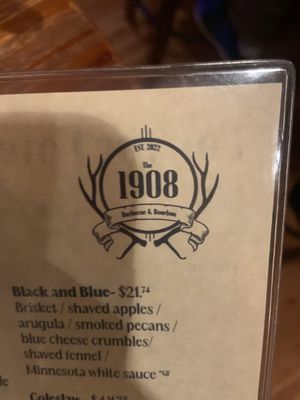 EST. 2022
The
1908
Barbecue & Bourbon
Black and Blue- $21.74
Brisket / shaved apples /
arugula / smoked pecans /
blue cheese crumbles/
shaved fennel /
Minnesota white sauce
Coleslaw